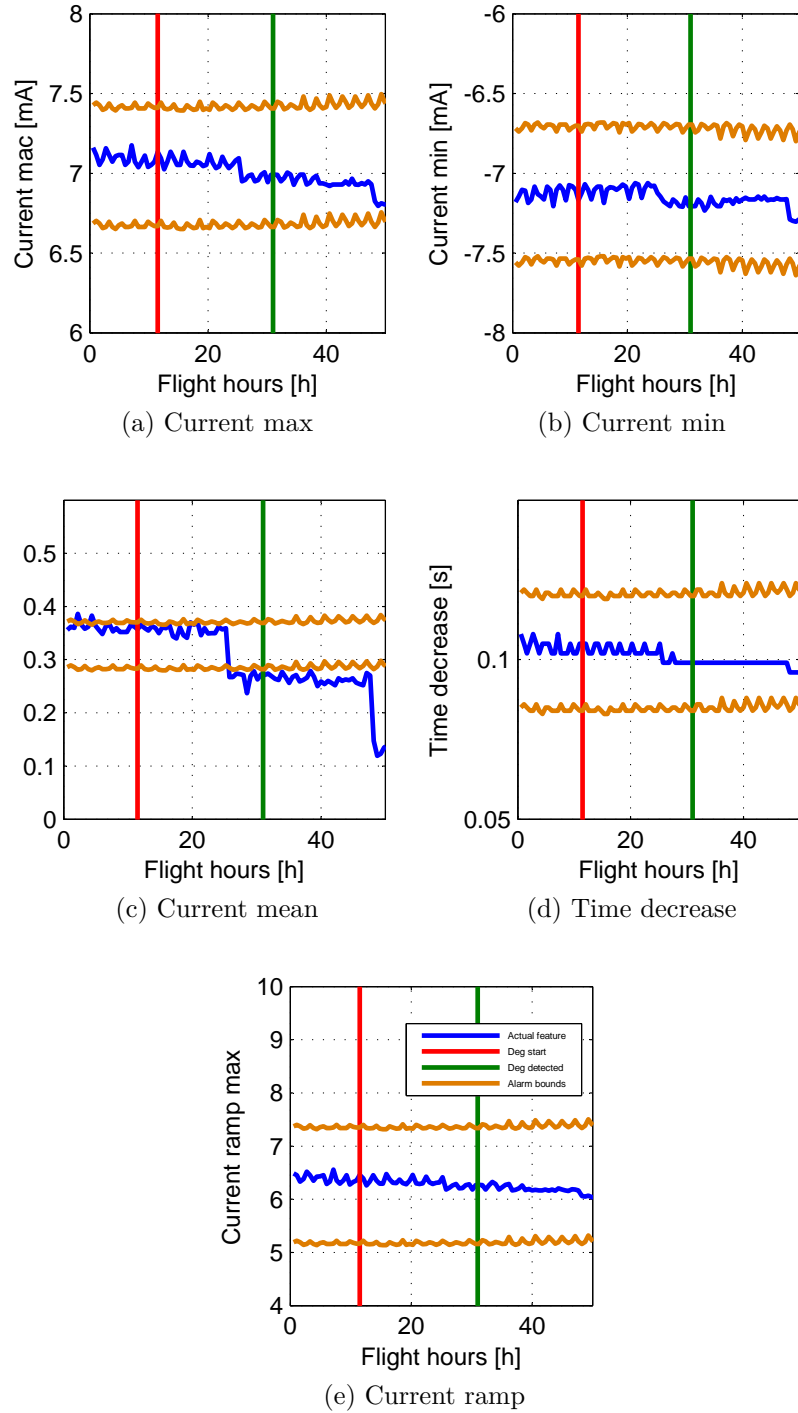 8
7.5
7
6.5
6
Current mac [mA]
0 20 40
Flight hours [h]
(a) Current max
-6
-6.5
-7
-7.5
-8
Current min [mA]
0 20 40
Flight hours [h]
(b) Current min
0.5
0.4
0.3
0.2
0.1
0
0 20 40
Flight hours [h]
(c) Current mean
0.1
0.05
Time decrease [s]
0 20 40
Flight hours [h]
(d) Time decrease
10
9
8
7
6
5
4
Current ramp max
Actual feature
Deg start
Deg detected
Alarm bounds
0 20 40
Flight hours [h]
(e) Current ramp